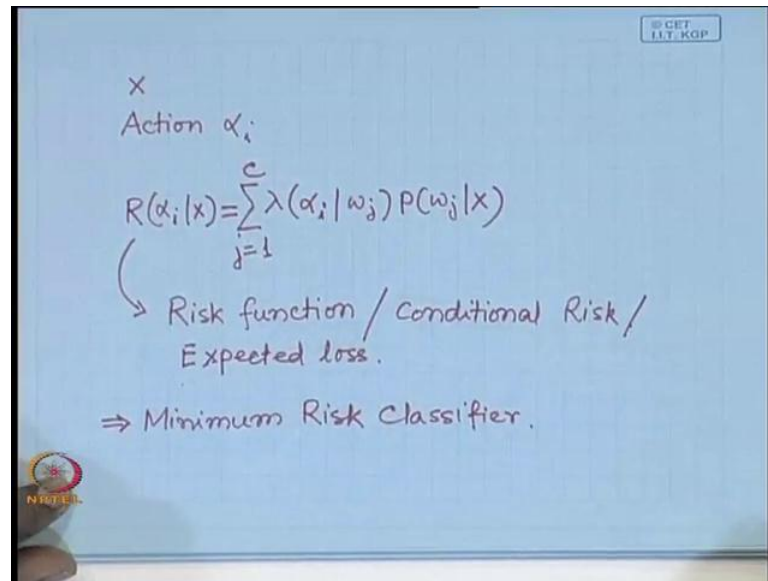 © CET
I.I.T. KGP
X
Action αᵢ
R(αᵢ|x) = ∑_{j=1}^{c} λ(αᵢ|ωⱼ) P(ωⱼ|x)
↳ Risk function / Conditional Risk /
Expected loss.
⇒ Minimum Risk Classifier.
NPTEL